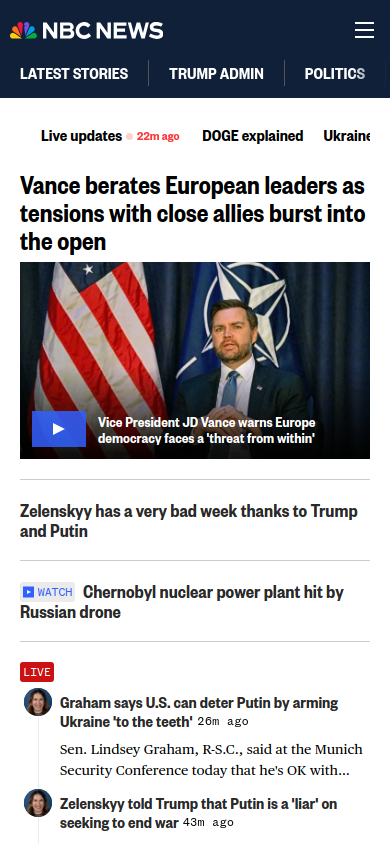 NBC NEWS
LATEST STORIES
TRUMP ADMIN
POLITICS
Live updates 22m ago
DOGE explained
Ukraine
Vance berates European leaders as
tensions with close allies burst into
the open
Vice President JD Vance warns Europe
democracy faces a 'threat from within'
Zelenskyy has a very bad week thanks to Trump
and Putin
WATCH Chernobyl nuclear power plant hit by
Russian drone
LIVE
Graham says U.S. can deter Putin by arming
Ukraine 'to the teeth' 26m ago
Sen. Lindsey Graham, R-S.C., said at the Munich
Security Conference today that he's OK with...
Zelenskyy told Trump that Putin is a 'liar' on
seeking to end war 43m ago